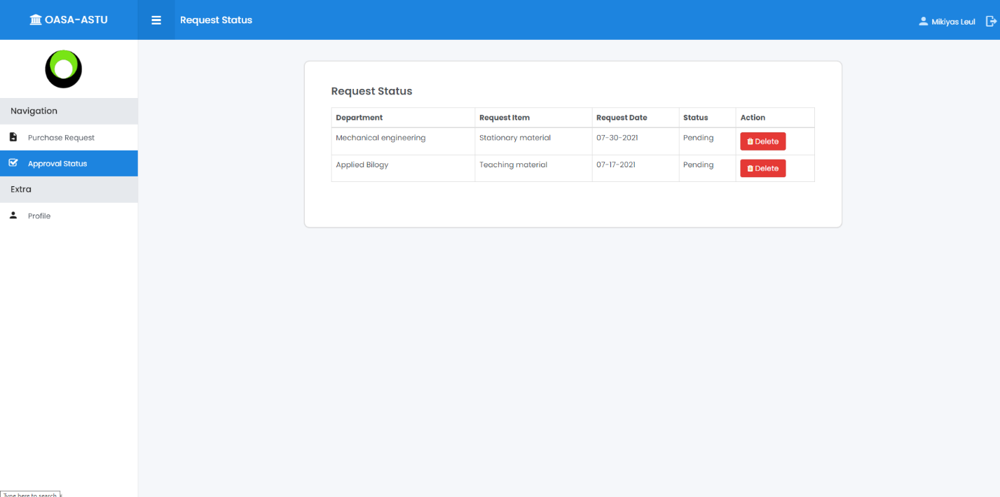 OASA-ASTU
Request Status
Mikiyas Leul
Navigation
Purchase Request
Approval Status
Extra
Profile
Request Status
Department Request Item Request Date Status Action
Mechanical engineering Stationary material 07-30-2021 Pending Delete
Applied Bilogy Teaching material 07-17-2021 Pending Delete
Type here to search